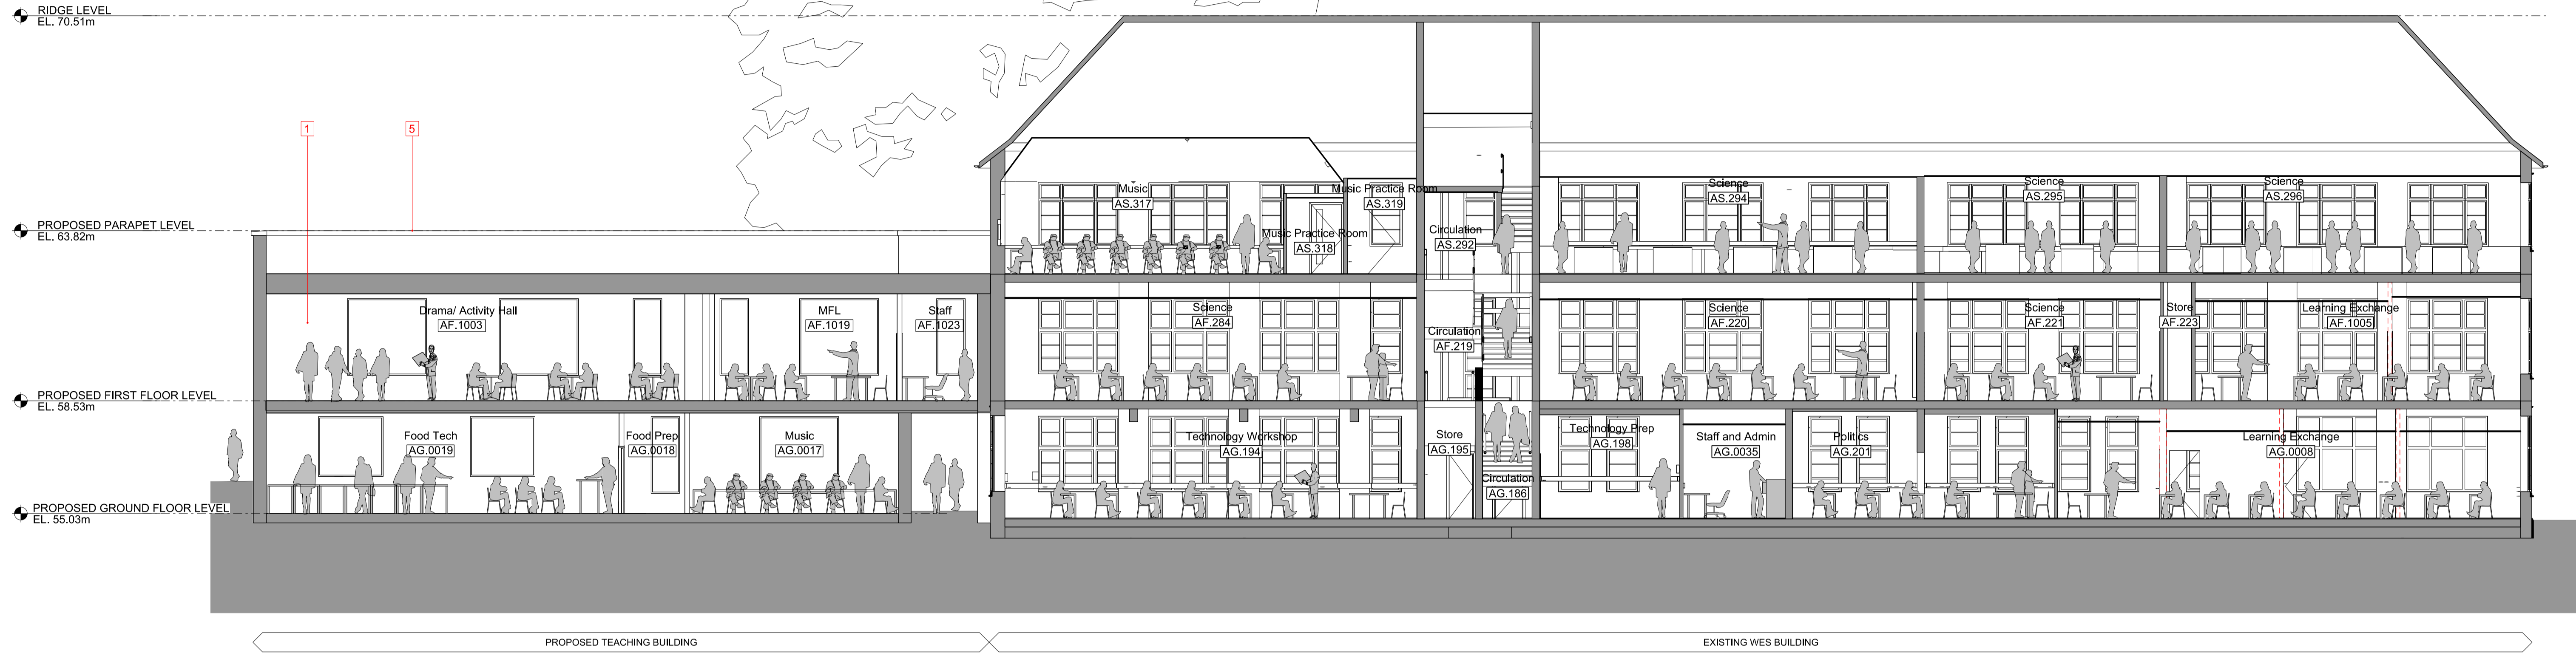 RIDGE LEVEL
EL. 70.51m
1
5
PROPOSED PARAPET LEVEL
EL. 63.82m
Music
AS.317
Music Practice Room
AS.319
Music Practice Room
AS.318
Circulation
AS.292
Science
AS.294
Science
AS.295
Science
AS.296
PROPOSED FIRST FLOOR LEVEL
EL. 58.53m
Drama/ Activity Hall
AF.1003
MFL
AF.1019
Staff
AF.1023
Science
AF.284
Circulation
AF.219
Science
AF.220
Science
AF.221
Store
AF.223
Learning Exchange
AF.1005
PROPOSED GROUND FLOOR LEVEL
EL. 55.03m
Food Tech
AG.0019
Food Prep
AG.0018
Music
AG.0017
Technology Workshop
AG.194
Store
AG.195
Circulation
AG.186
Technology Prep
AG.198
Staff and Admin
AG.0035
Politics
AG.201
Learning Exchange
AG.0008
PROPOSED TEACHING BUILDING
EXISTING WES BUILDING